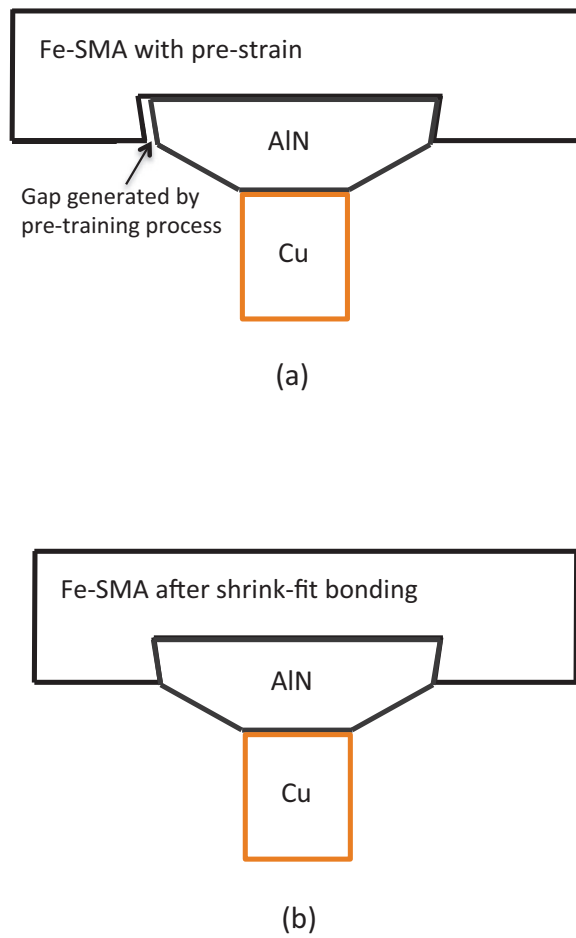 Fe-SMA with pre-strain
AlN
Gap generated by
pre-training process
Cu
(a)
Fe-SMA after shrink-fit bonding
AlN
Cu
(b)